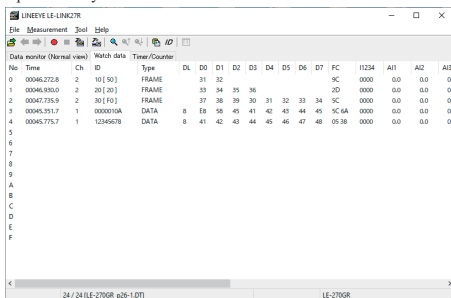 LINEEYE LE-LINK27R
File Measurement Tool Help
ID
Data monitor (Normal view) Watch data Timer/Counter
No Time Ch ID Type DL D0 D1 D2 D3 D4 D5 D6 D7 FC I1234 AI1 AI2 AI3
0 00046.272.8 2 10 [ 50 ] FRAME 31 32 9C 0000 0.0 0.0 0
1 00046.930.0 2 20 [ 20 ] FRAME 33 34 35 36 2D 0000 0.0 0.0 0
2 00047.735.9 2 30 [ F0 ] FRAME 37 38 39 30 31 32 33 34 5C 0000 0.0 0.0 0
3 00045.351.7 1 0000010A DATA 8 E8 58 45 41 42 43 44 45 5C 6A 0000 0.0 0.0 0
4 00045.775.7 1 12345678 DATA 8 41 42 43 44 45 46 47 48 05 38 0000 0.0 0.0 0
5
6
7
8
9
A
B
C
D
E
F
24 / 24 [LE-270GR_p26-1.DT] LE-270GR